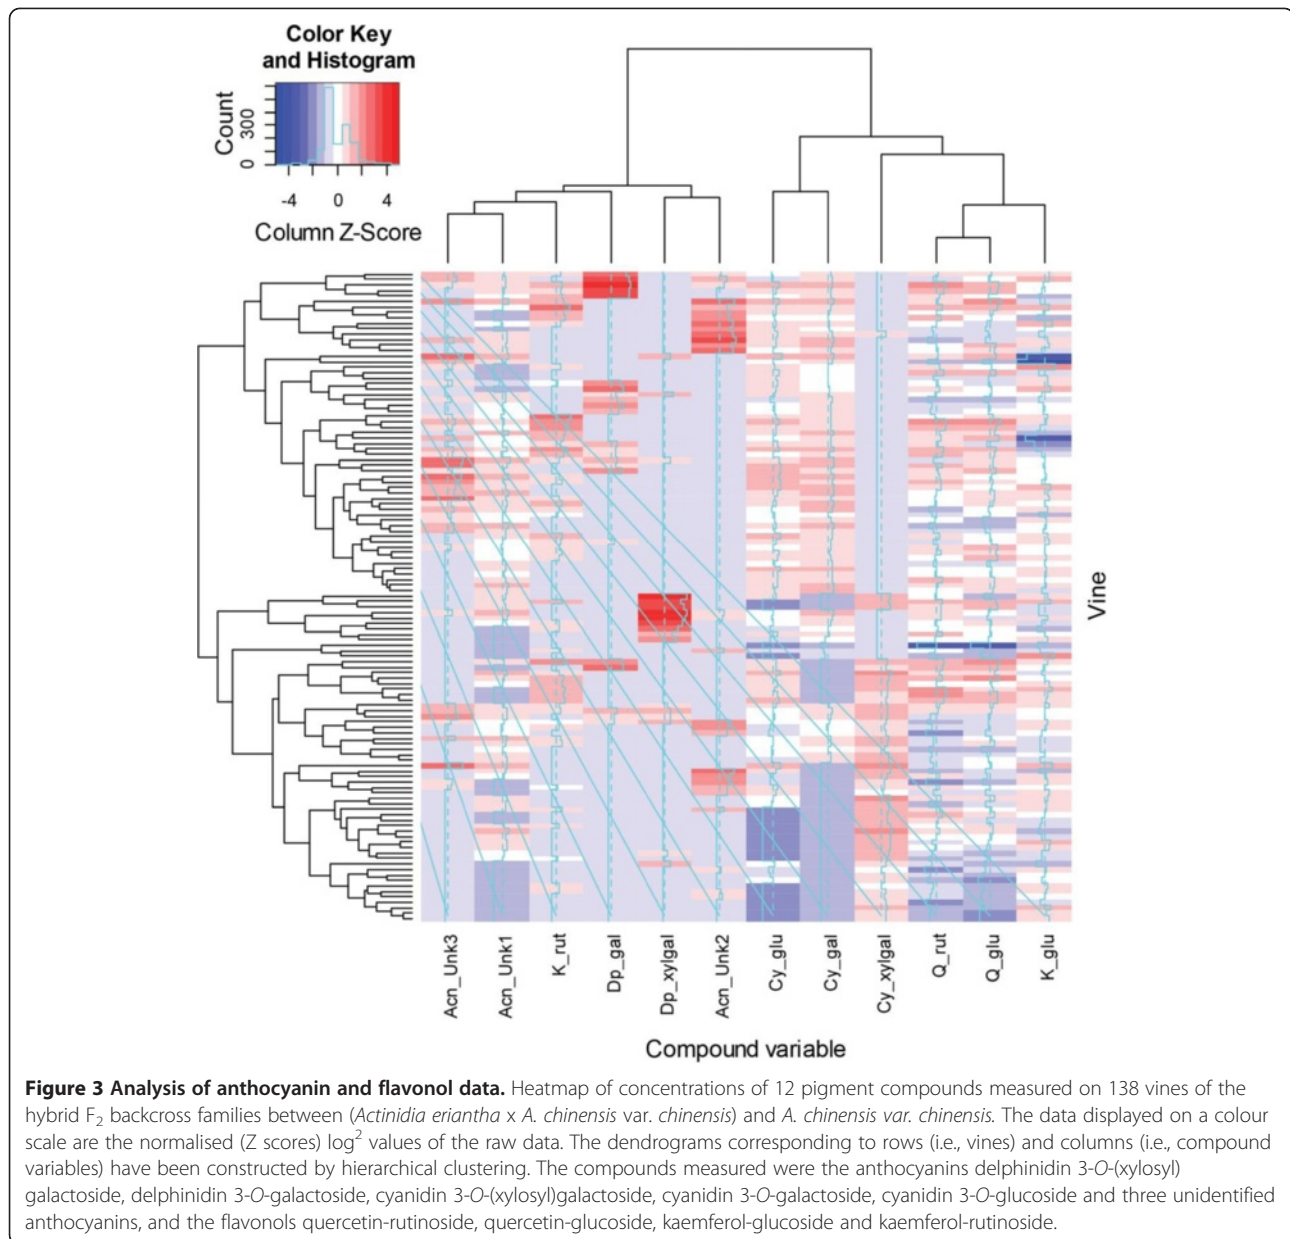 Color Key
and Histogram
Count
0 300
-4 0 4
Column Z-Score
Vine
Acn_Unk3 Acn_Unk1 K_rut Dp_gal Dp_xylgal Acn_Unk2 Cy_glu Cy_gal Cy_xylgal Q_rut Q_glu K_glu
Compound variable
Figure 3 Analysis of anthocyanin and flavonol data. Heatmap of concentrations of 12 pigment compounds measured on 138 vines of the
hybrid F₂ backcross families between (Actinidia eriantha x A. chinensis var. chinensis) and A. chinensis var. chinensis. The data displayed on a colour
scale are the normalised (Z scores) log² values of the raw data. The dendrograms corresponding to rows (i.e., vines) and columns (i.e., compound
variables) have been constructed by hierarchical clustering. The compounds measured were the anthocyanins delphinidin 3-O-(xylosyl)
galactoside, delphinidin 3-O-galactoside, cyanidin 3-O-(xylosyl)galactoside, cyanidin 3-O-galactoside, cyanidin 3-O-glucoside and three unidentified
anthocyanins, and the flavonols quercetin-rutinoside, quercetin-glucoside, kaemferol-glucoside and kaemferol-rutinoside.